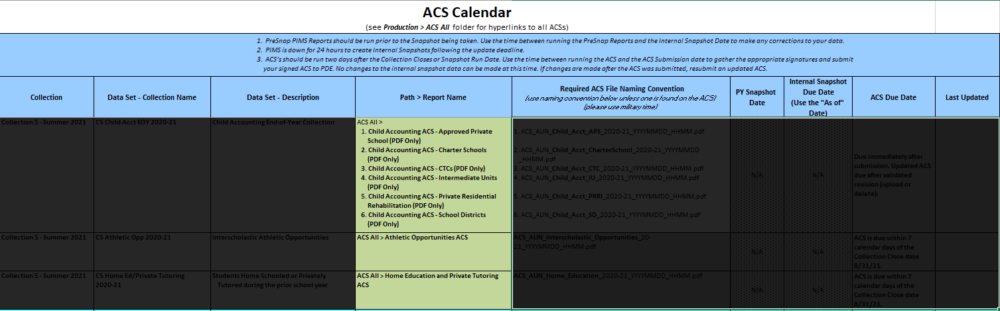 ACS Calendar
(see Production > ACS All folder for hyperlinks to all ACSs)
1. PreSnap PIMS Reports should be run prior to the Snapshot being taken. Use the time between running the PreSnap Reports and the Internal Snapshot Date to make any corrections to your data.
2. PIMS is down for 24 hours to create Internal Snapshots following the update deadline.
3. ACS's should be run two days after the Collection Closes or Snapshot Run Date. Use the time between running the ACS and the ACS Submission date to gather the appropriate signatures and submit
your signed ACS to PDE. No changes to the internal snapshot data can be made at this time. If changes are made after the ACS was submitted, resubmit an updated ACS.
Collection
Data Set - Collection Name
Data Set - Description
Path > Report Name
Required ACS File Naming Convention
(use naming convention below unless one is found on the ACS)
(please use military time)
PY Snapshot
Date
Internal Snapshot
Due Date
(Use the "As of"
Date)
ACS Due Date
Last Updated
Collection 5 - Summer 2021
C5 Child Acct EOY 2020-21
Child Accounting End-of-Year Collection
ACS All >
1. Child Accounting ACS - Approved Private
School (PDF Only)
2. Child Accounting ACS - Charter Schools
(PDF Only)
3. Child Accounting ACS - CTCs (PDF Only)
4. Child Accounting ACS - Intermediate Units
(PDF Only)
5. Child Accounting ACS - Private Residential
Rehabilitation (PDF Only)
6. Child Accounting ACS - School Districts
(PDF Only)
1. ACS_AUN_Child_Acct_APS_2020-21_YYYYMMDD_HHMM.pdf
2. ACS_AUN_Child_Acct_CharterSchool_2020-21_YYYYMMDD
_HHMM.pdf
3. ACS_AUN_Child_Acct_CTC_2020-21_YYYYMMDD_HHMM.pdf
4. ACS_AUN_Child_Acct_IU_2020-21_YYYYMMDD_HHMM.pdf
5. ACS_AUN_Child_Acct_PRRI_2020-21_YYYYMMDD_HHMM.pdf
6. ACS_AUN_Child_Acct_SD_2020-21_YYYYMMDD_HHMM.pdf
N/A
N/A
Due immediately after
submission. Updated ACS
due after validated
revision (upload or
delete).
Collection 5 - Summer 2021
C5 Athletic Opp 2020-21
Interscholastic Athletic Opportunities
ACS All > Athletic Opportunities ACS
ACS_AUN_Interscholastic_Opportunities_20-
21_YYYYMMDD_HHMM.pdf
N/A
N/A
ACS is due within 7
calendar days of the
Collection Close date
8/31/21.
Collection 5 - Summer 2021
C5 Home Ed/Private Tutoring
2020-21
Students Home Schooled or Privately
Tutored during the prior school year
ACS All > Home Education and Private Tutoring
ACS
ACS_AUN_Home_Education_2020-21_YYYYMMDD_HHMM.pdf
N/A
N/A
ACS is due within 7
calendar days of the
Collection Close date
8/31/21.